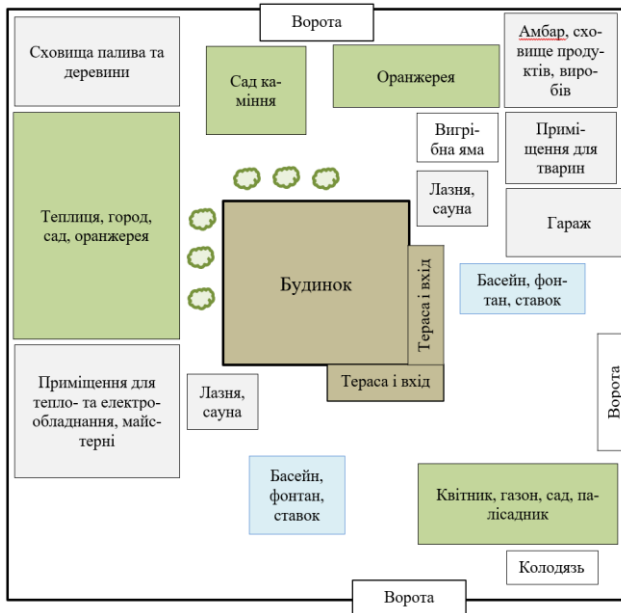 Ворота
Сховища палива та
деревини
Сад ка-
міння
Оранжерея
Амбар, схо-
вище проду-
ктів, виро-
бів
Вигрі-
бна яма
Примі-
щення для
тварин
Теплиця, город,
сад, оранжерея
Лазня,
сауна
Гараж
Будинок
Тераса і вхід
Басейн, фон-
тан, ставок
Тераса і вхід
Ворота
Приміщення для
тепло- та електро-
обладнання, майс-
терні
Лазня,
сауна
Басейн,
фонтан,
ставок
Квітник, газон, сад, па-
лісадник
Колодязь
Ворота